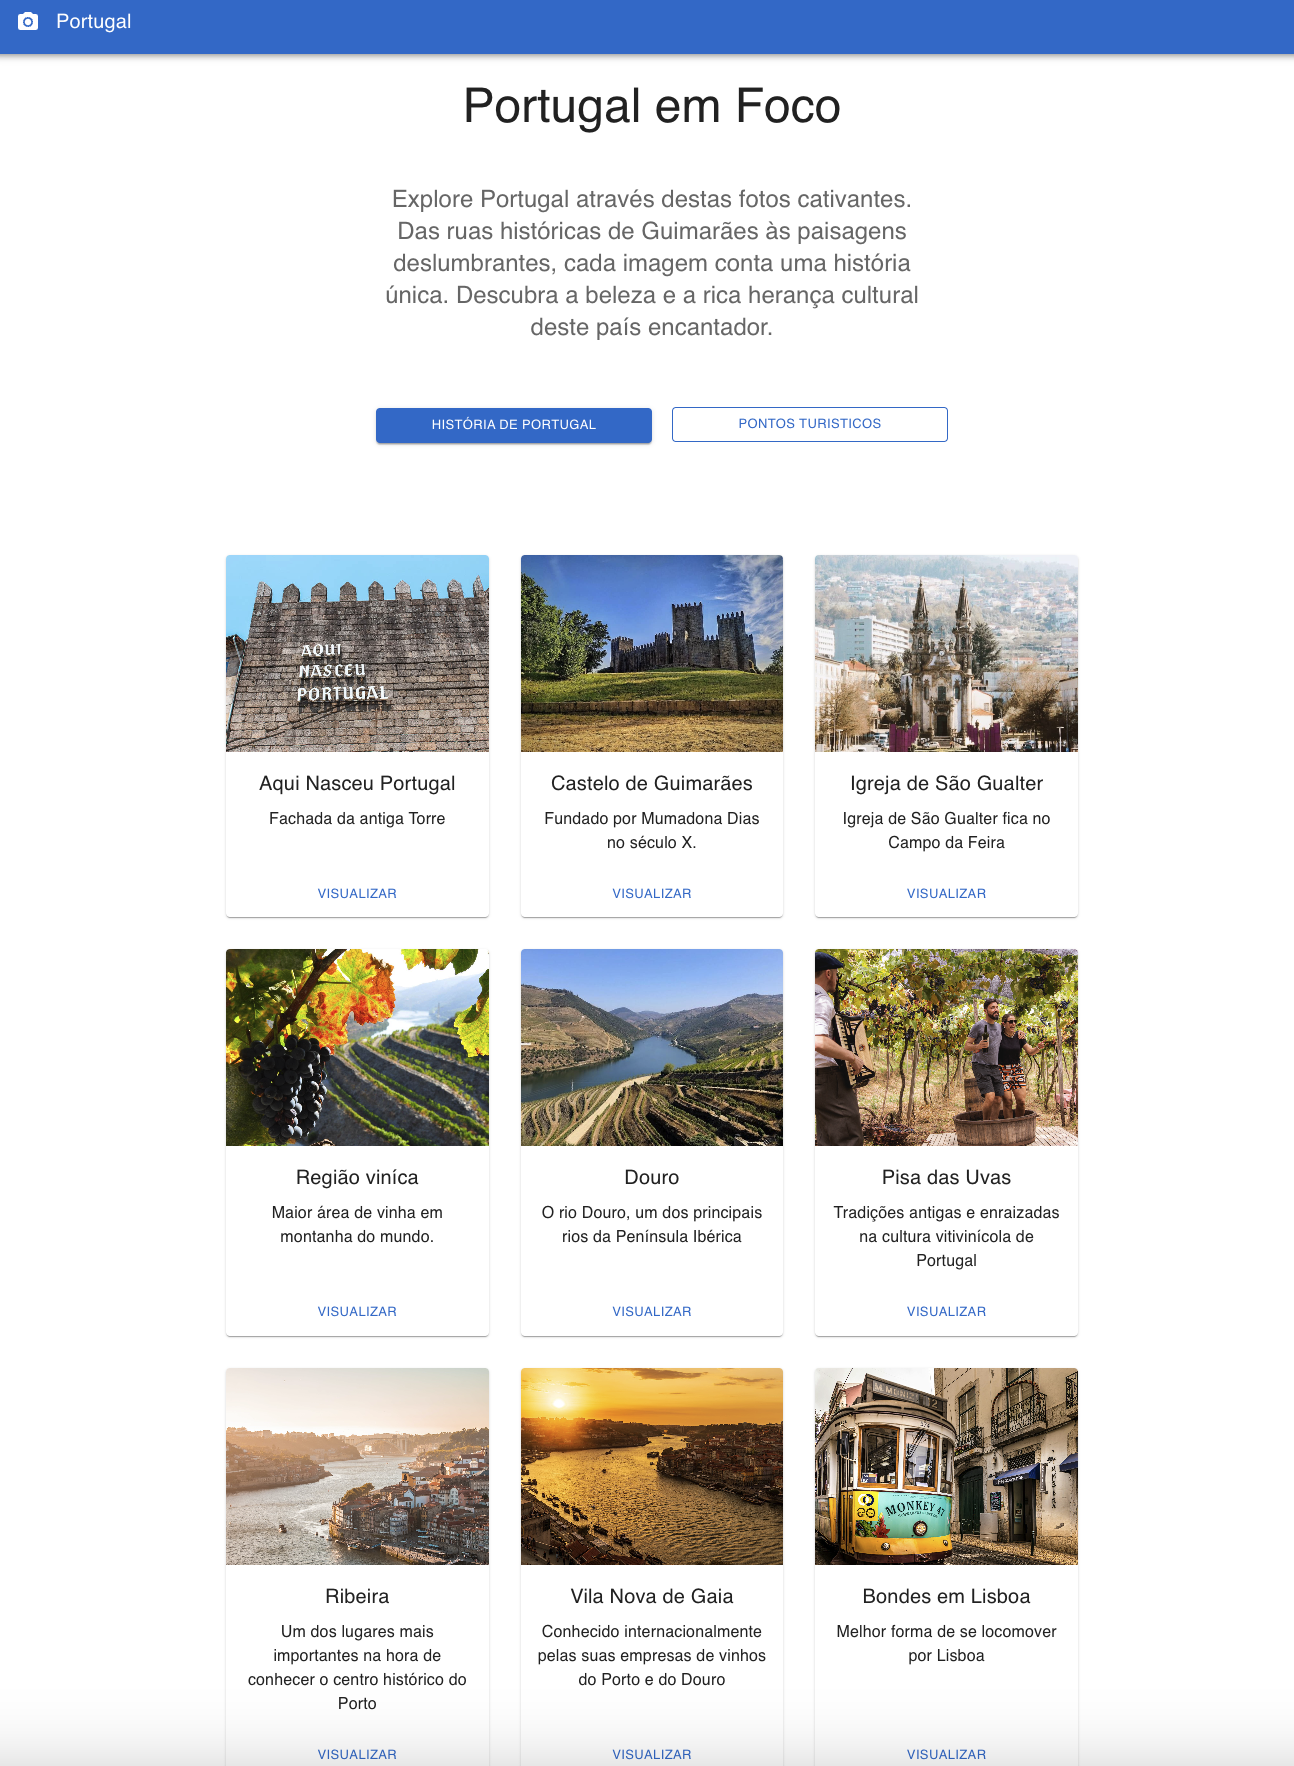 Portugal
Portugal em Foco
Explore Portugal através destas fotos cativantes.
Das ruas históricas de Guimarães às paisagens
deslumbrantes, cada imagem conta uma história
única. Descubra a beleza e a rica herança cultural
deste país encantador.
HISTÓRIA DE PORTUGAL
PONTOS TURISTICOS
AQUI
NASCEU
PORTUGAL
Aqui Nasceu Portugal
Fachada da antiga Torre
VISUALIZAR
Castelo de Guimarães
Fundado por Mumadona Dias
no século X.
VISUALIZAR
Igreja de São Gualter
Igreja de São Gualter fica no
Campo da Feira
VISUALIZAR
Região viníca
Maior área de vinha em
montanha do mundo.
VISUALIZAR
Douro
O rio Douro, um dos principais
rios da Península Ibérica
VISUALIZAR
Pisa das Uvas
Tradições antigas e enraizadas
na cultura vitivinícola de
Portugal
VISUALIZAR
Ribeira
Um dos lugares mais
importantes na hora de
conhecer o centro histórico do
Porto
VISUALIZAR
Vila Nova de Gaia
Conhecido internacionalmente
pelas suas empresas de vinhos
do Porto e do Douro
VISUALIZAR
MONKEY 47
Bondes em Lisboa
Melhor forma de se locomover
por Lisboa
VISUALIZAR